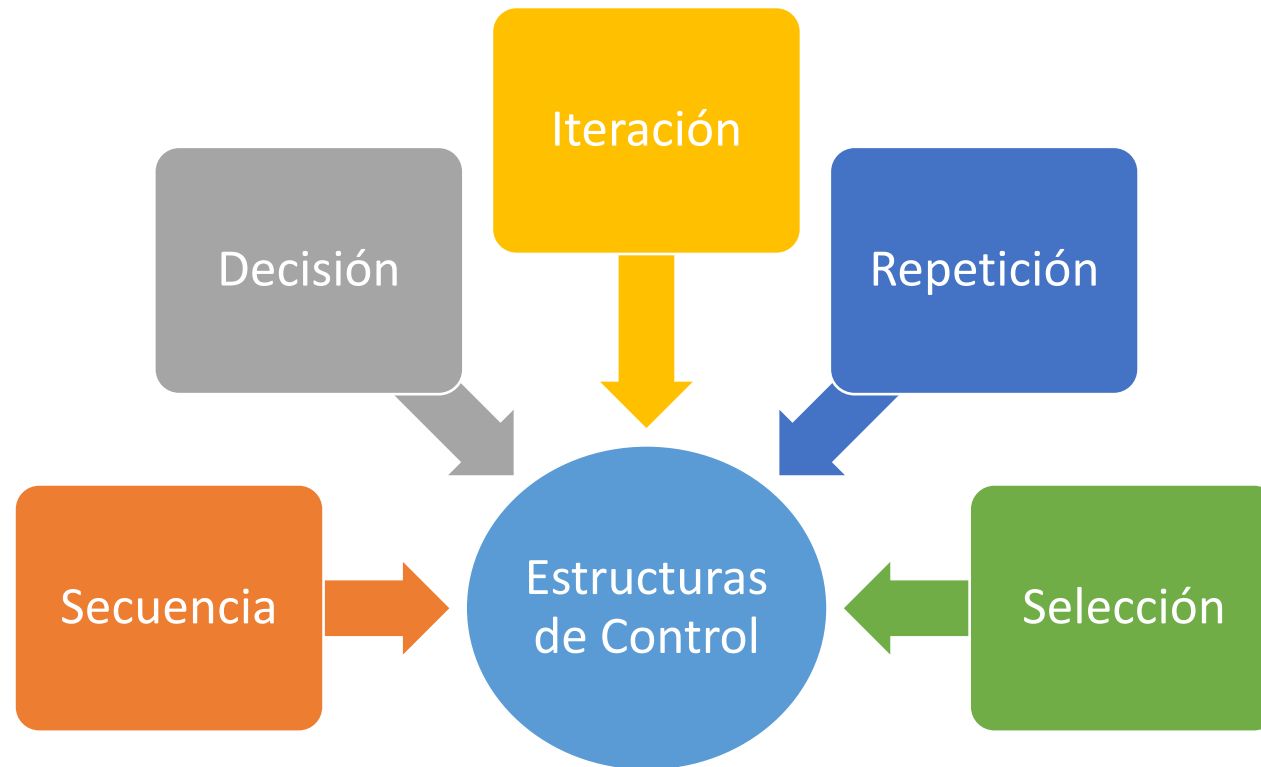 Iteración
Decisión
Repetición
Secuencia
Estructuras
de Control
Selección